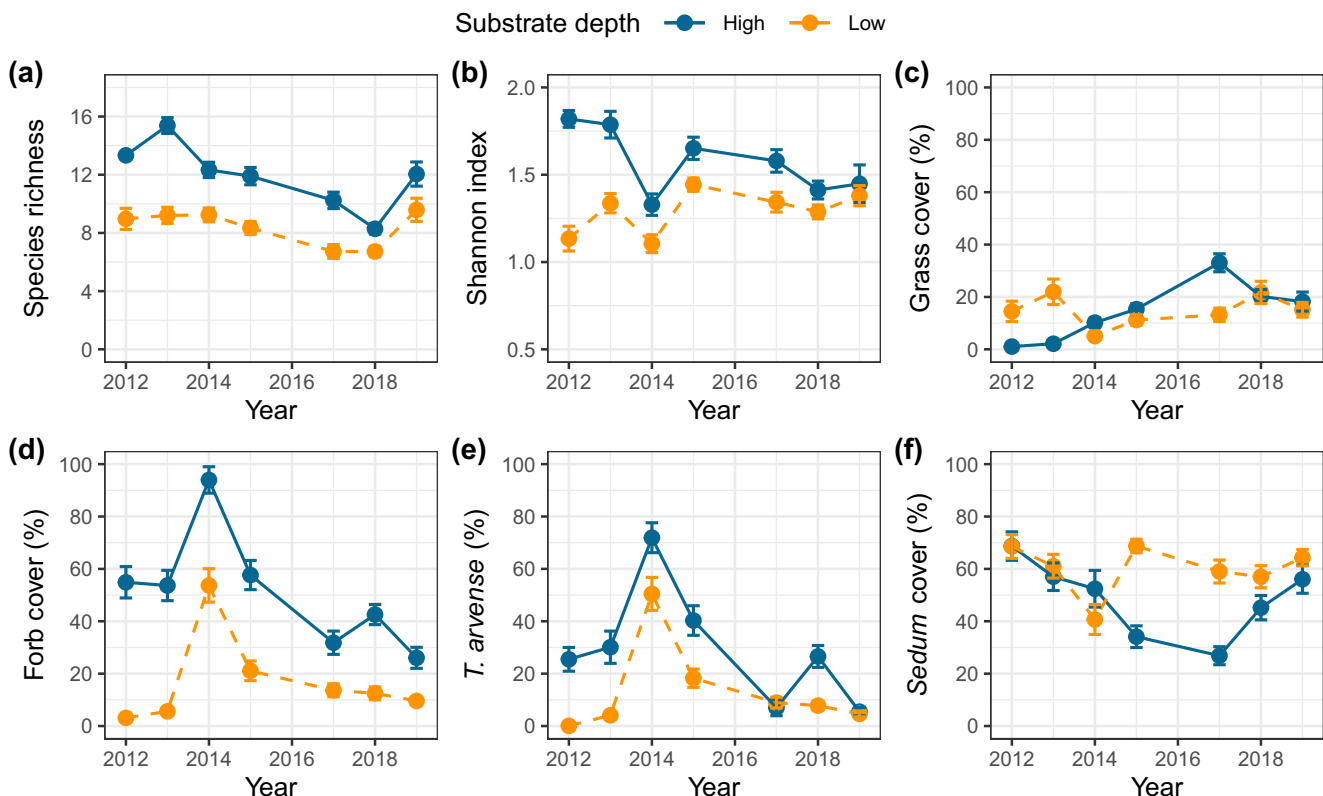 Substrate depth High Low
(a)
Species richness
16
12
8
4
0
2012 2014 2016 2018
Year
(b)
Shannon index
2.0
1.5
1.0
0.5
2012 2014 2016 2018
Year
(c)
Grass cover (%)
100
80
60
40
20
0
2012 2014 2016 2018
Year
(d)
Forb cover (%)
100
80
60
40
20
0
2012 2014 2016 2018
Year
(e)
T. arvense (%)
100
80
60
40
20
0
2012 2014 2016 2018
Year
(f)
Sedum cover (%)
100
80
60
40
20
0
2012 2014 2016 2018
Year